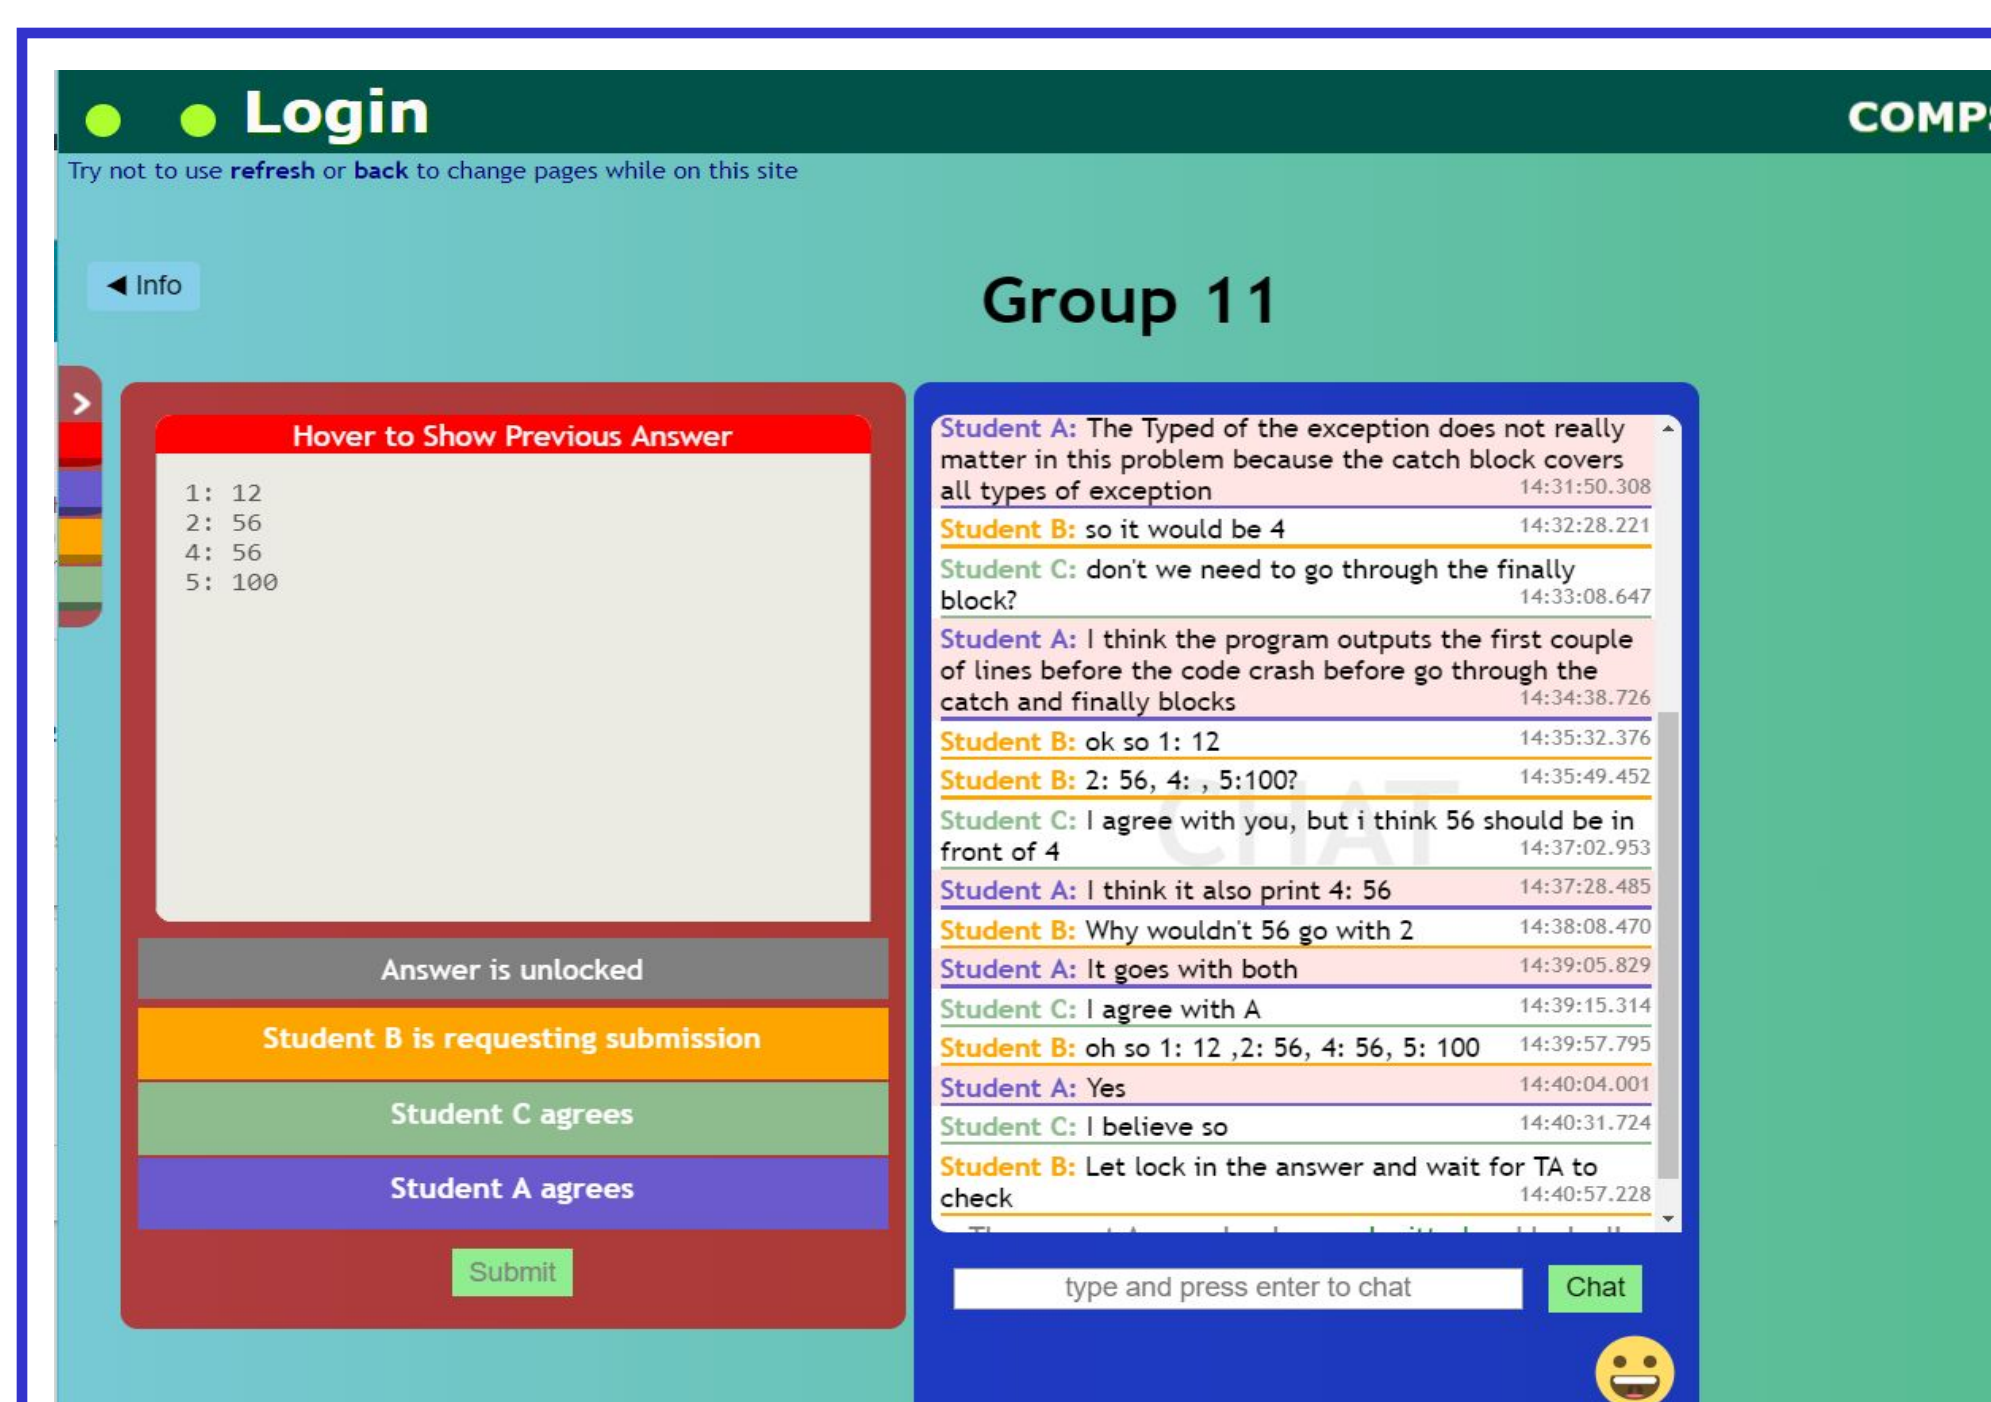 Login
COMPS
Try not to use refresh or back to change pages while on this site
◀ Info
Group 11
Hover to Show Previous Answer
1: 12
2: 56
4: 56
5: 100
Answer is unlocked
Student B is requesting submission
Student C agrees
Student A agrees
Submit
Student A: The Typed of the exception does not really
matter in this problem because the catch block covers
all types of exception 14:31:50.308
Student B: so it would be 4 14:32:28.221
Student C: don't we need to go through the finally
block? 14:33:08.647
Student A: I think the program outputs the first couple
of lines before the code crash before go through the
catch and finally blocks 14:34:38.726
Student B: ok so 1: 12 14:35:32.376
Student B: 2: 56, 4: , 5:100? 14:35:49.452
CHAT
Student C: I agree with you, but i think 56 should be in
front of 4 14:37:02.953
Student A: I think it also print 4: 56 14:37:28.485
Student B: Why wouldn't 56 go with 2 14:38:08.470
Student A: It goes with both 14:39:05.829
Student C: I agree with A 14:39:15.314
Student B: oh so 1: 12 ,2: 56, 4: 56, 5: 100 14:39:57.795
Student A: Yes 14:40:04.001
Student C: I believe so 14:40:31.724
Student B: Let lock in the answer and wait for TA to
check 14:40:57.228
type and press enter to chat
Chat